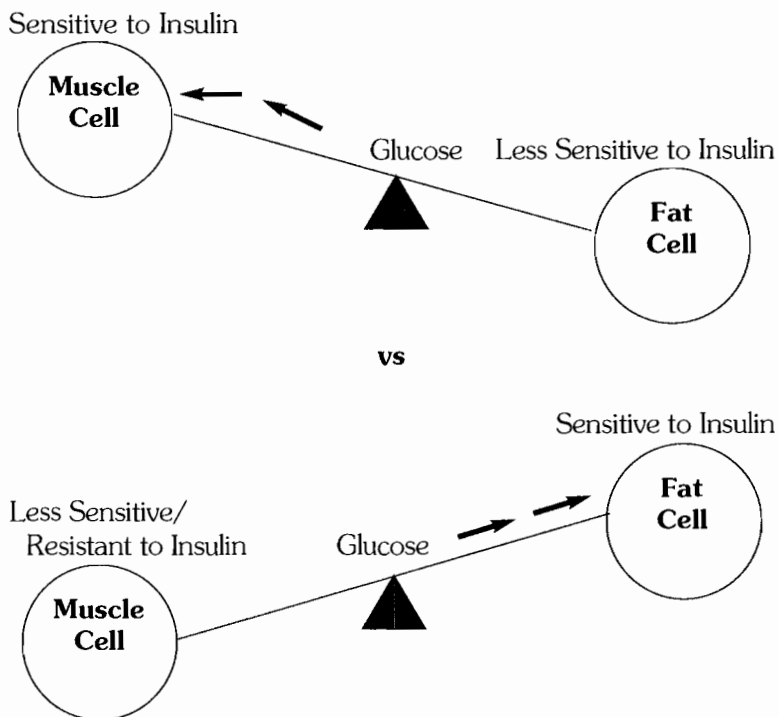 Sensitive to Insulin
Muscle
Cell
Glucose
Less Sensitive to Insulin
Fat
Cell
vs
Sensitive to Insulin
Fat
Cell
Less Sensitive/
Resistant to Insulin
Glucose
Muscle
Cell